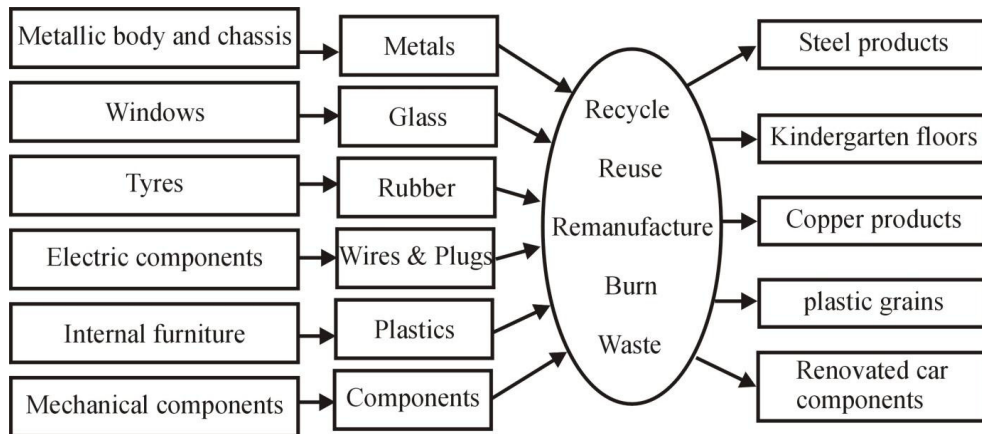 Metallic body and chassis
Windows
Tyres
Electric components
Internal furniture
Mechanical components
Metals
Glass
Rubber
Wires & Plugs
Plastics
Components
Recycle
Reuse
Remanufacture
Burn
Waste
Steel products
Kindergarten floors
Copper products
plastic grains
Renovated car
components